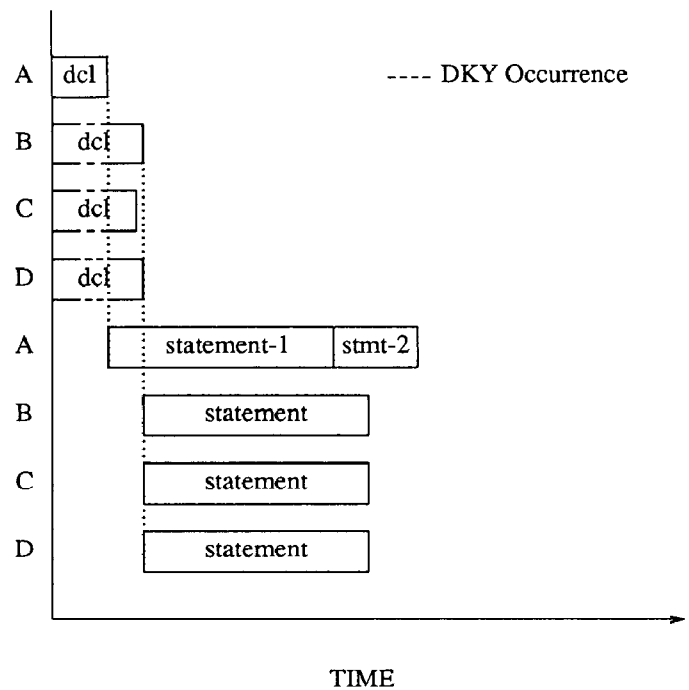 A dcl
---- DKY Occurrence
B dcl
C dcl
D dcl
A statement-1 stmt-2
B statement
C statement
D statement
TIME